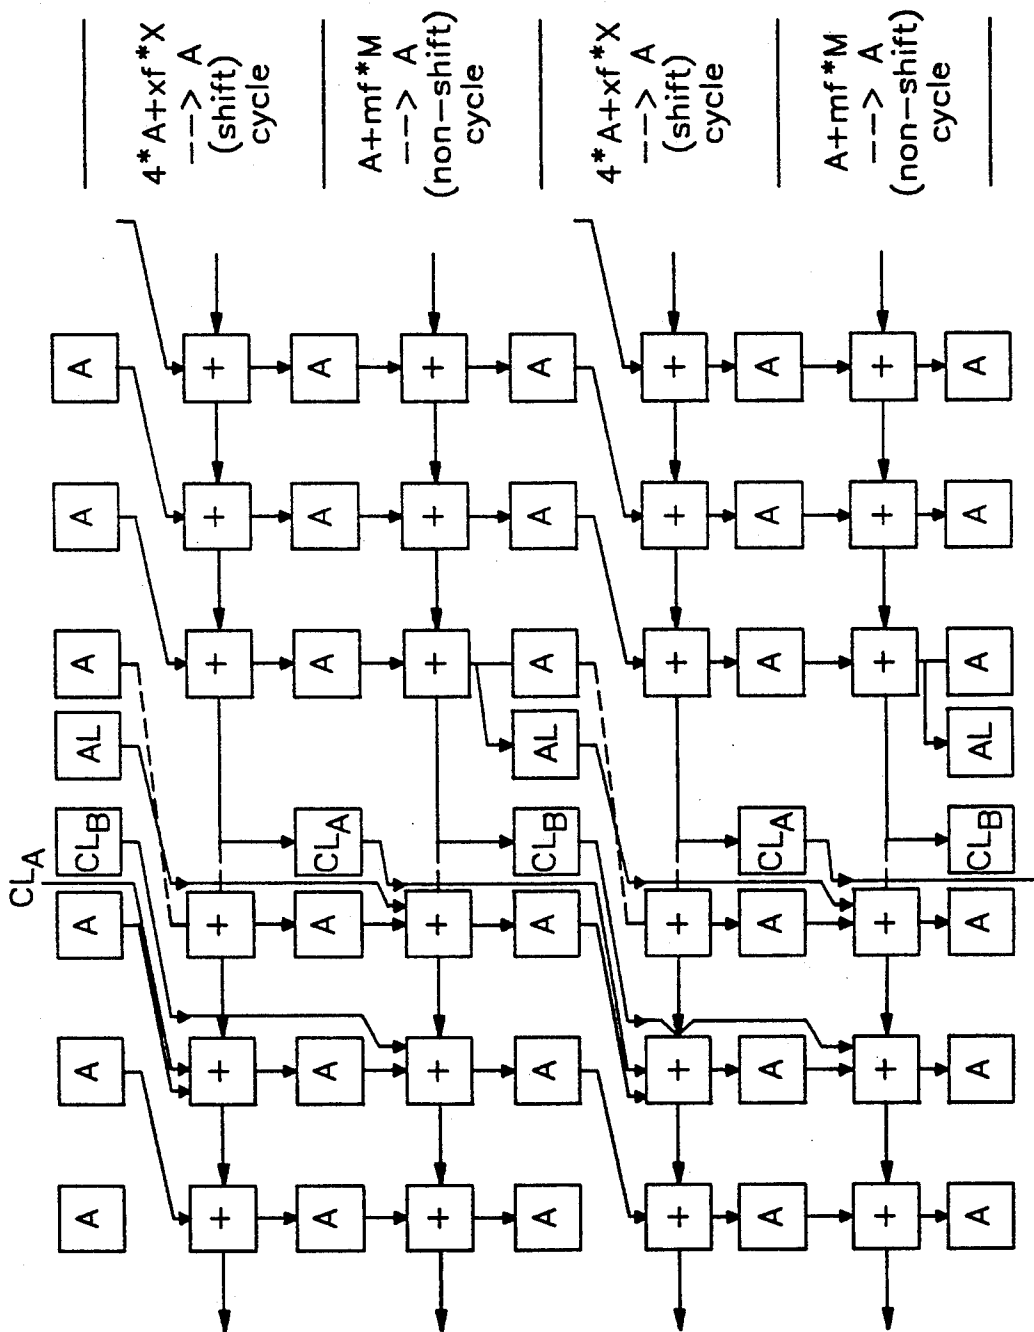 CLA
A A A CLB AL A A A
4*A+xf*X
---> A
+ + + + + + (shift)
cycle
A A A CLA A A A
A+mf*M
---> A
+ + + + + + (non-shift)
cycle
A A A CLB AL A A A
4*A+xf*X
---> A
+ + + + + + (shift)
cycle
A A A CLA A A A
A+mf*M
---> A
+ + + + + + (non-shift)
cycle
A A A CLB AL A A A